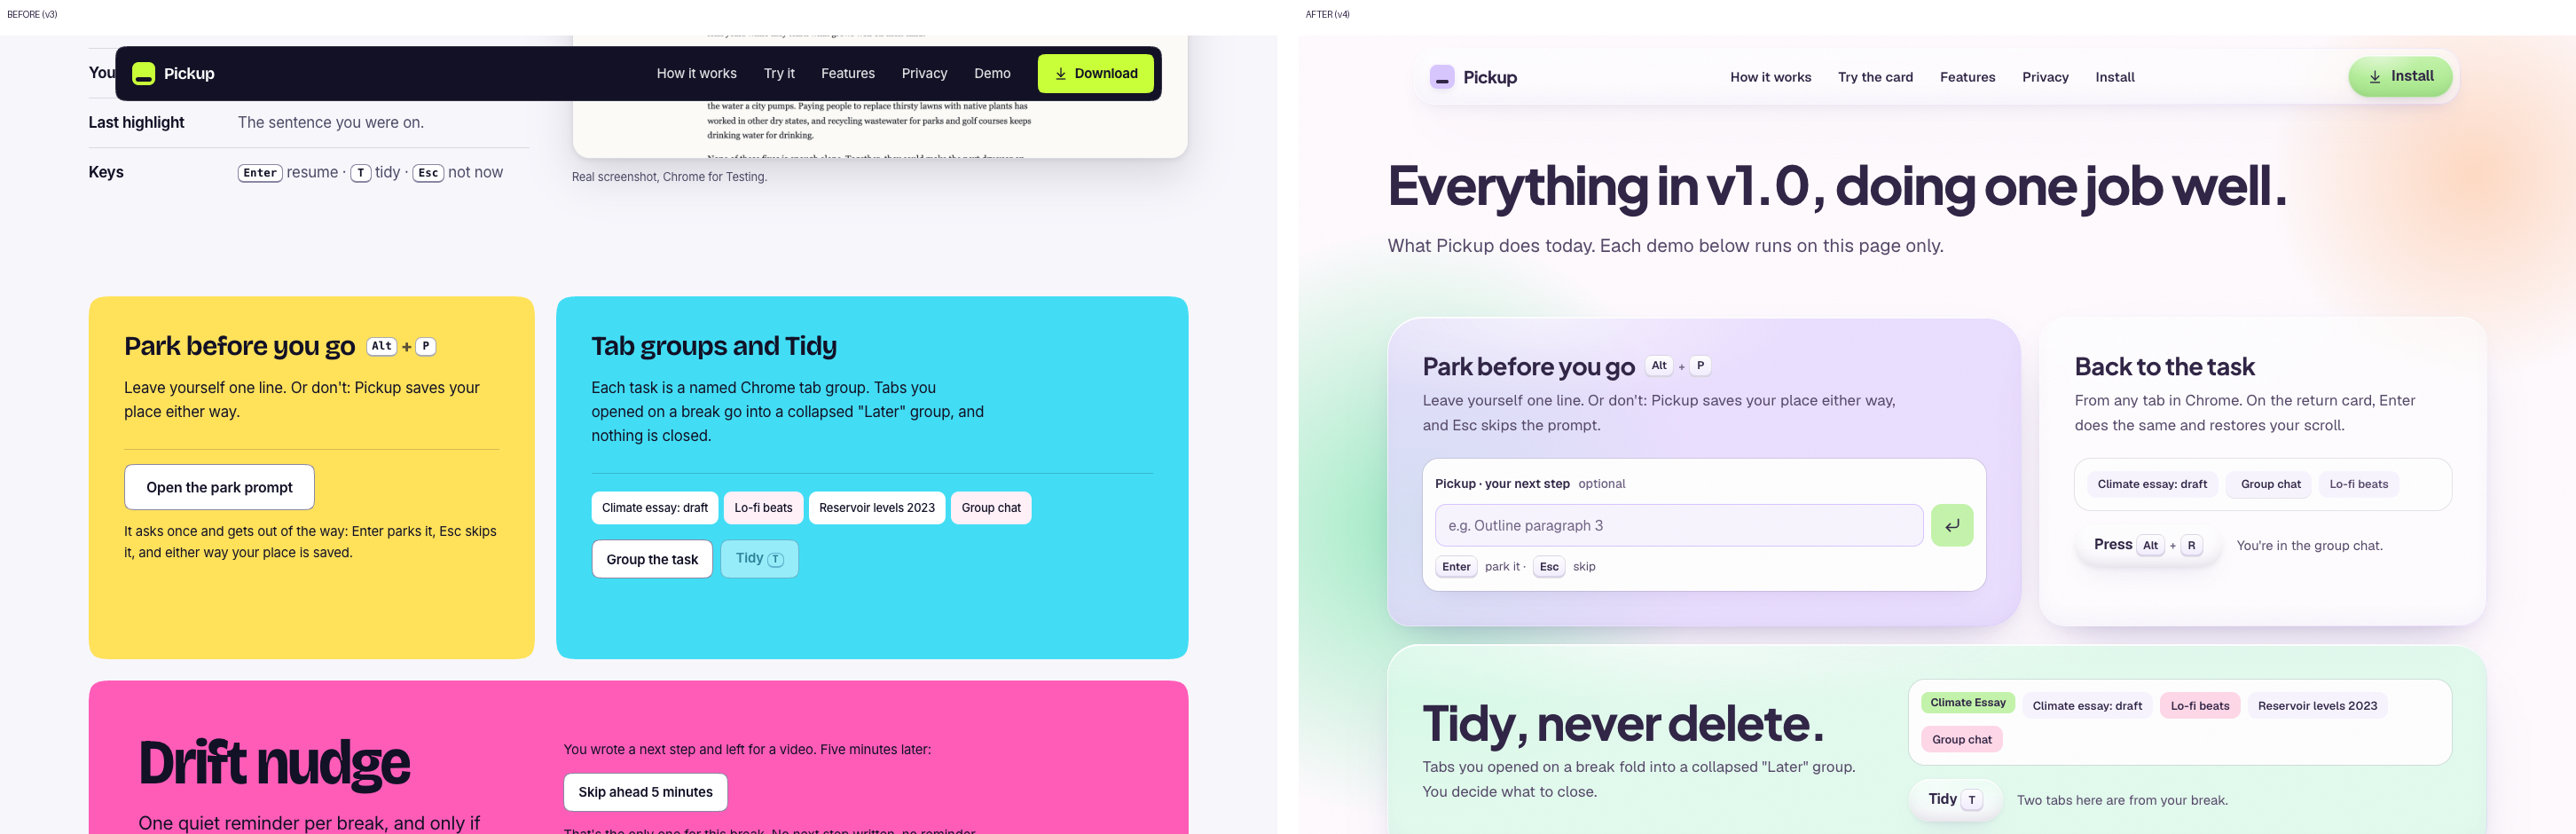 BEFORE (v3)
You
Pickup
How it works
Try it
Features
Privacy
Demo
Download
the water a city pumps. Paying people to replace thirsty lawns with native plants has
worked in other dry states, and recycling wastewater for parks and golf courses keeps
drinking water for drinking.
Last highlight
The sentence you were on.
Keys
Enter resume · T tidy · Esc not now
Real screenshot, Chrome for Testing.
Park before you go Alt + P
Leave yourself one line. Or don't: Pickup saves your
place either way.
Open the park prompt
It asks once and gets out of the way: Enter parks it, Esc skips
it, and either way your place is saved.
Tab groups and Tidy
Each task is a named Chrome tab group. Tabs you
opened on a break go into a collapsed "Later" group, and
nothing is closed.
Climate essay: draft
Lo-fi beats
Reservoir levels 2023
Group chat
Group the task
Tidy T
Drift nudge
One quiet reminder per break, and only if
You wrote a next step and left for a video. Five minutes later:
Skip ahead 5 minutes
That's the only one for this break. No next step written, no reminder.
AFTER (v4)
Pickup
How it works
Try the card
Features
Privacy
Install
Install
Everything in v1.0, doing one job well.
What Pickup does today. Each demo below runs on this page only.
Park before you go Alt + P
Leave yourself one line. Or don't: Pickup saves your place either way,
and Esc skips the prompt.
Pickup · your next step optional
e.g. Outline paragraph 3
Enter park it · Esc skip
Back to the task
From any tab in Chrome. On the return card, Enter
does the same and restores your scroll.
Climate essay: draft
Group chat
Lo-fi beats
Press Alt + R
You're in the group chat.
Tidy, never delete.
Tabs you opened on a break fold into a collapsed "Later" group.
You decide what to close.
Climate Essay
Climate essay: draft
Lo-fi beats
Reservoir levels 2023
Group chat
Tidy T
Two tabs here are from your break.